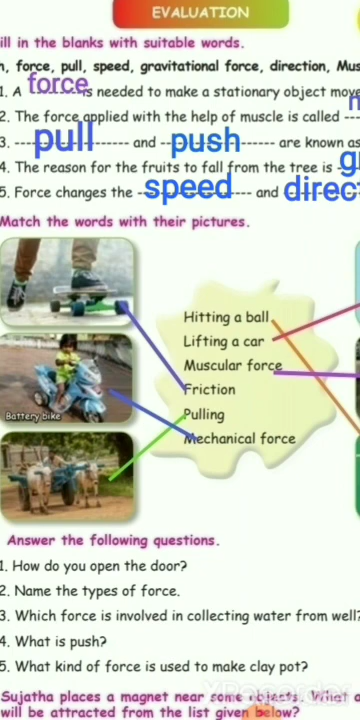 EVALUATION
ill in the blanks with suitable words.
h, force, pull, speed, gravitational force, direction, Mus
1. A force is needed to make a stationary object move
2. The force applied with the help of muscle is called ---
3. pull and push are known as
4. The reason for the fruits to fall from the tree is gr
5. Force changes the speed and direct
Match the words with their pictures.
Hitting a ball
Lifting a car
Muscular force
Friction
Battery bike
Pulling
Mechanical force
Answer the following questions.
1. How do you open the door?
2. Name the types of force.
3. Which force is involved in collecting water from well?
4. What is push?
5. What kind of force is used to make clay pot?
Sujatha places a magnet near some objects. What o
will be attracted from the list given below?